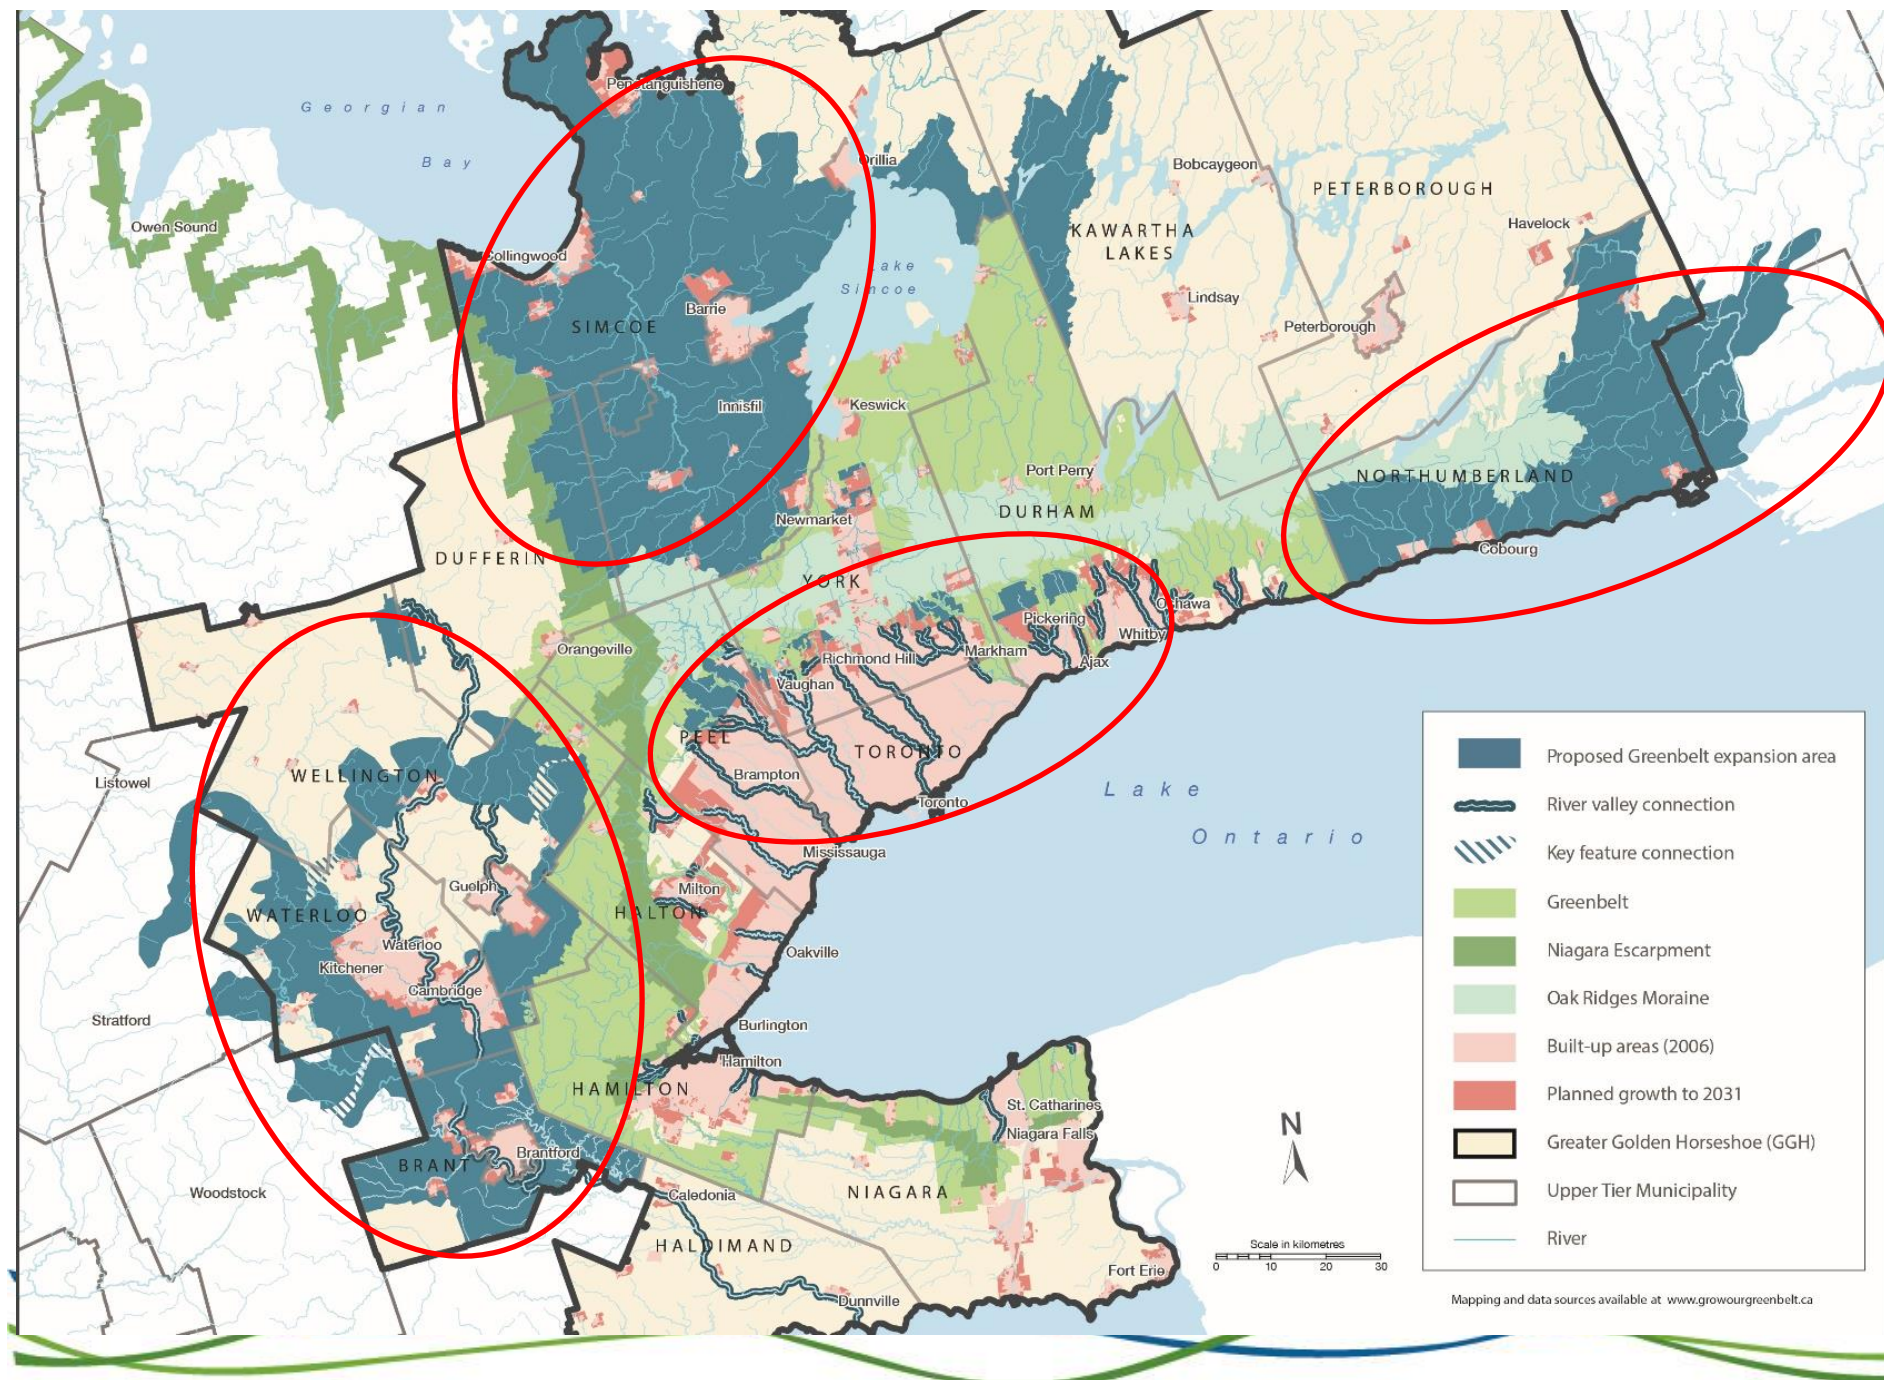 Georgian
Bay
Penetanguishene
Orillia
Bobcaygeon
PETERBOROUGH
Havelock
Owen Sound
Collingwood
KAWARTHA
LAKES
Lake
Simcoe
Barrie
SIMCOE
Lindsay
Peterborough
Innisfil
Keswick
Port Perry
NORTHUMBERLAND
Newmarket
DURHAM
Cobourg
DUFFERIN
YORK
Oshawa
Pickering
Whitby
Orangeville
Richmond Hill
Markham
Ajax
Vaughan
PEEL
TORONTO
Brampton
WELLINGTON
Listowel
Toronto
Lake
Ontario
Mississauga
Guelph
Milton
WATERLOO
HALTON
Waterloo
Kitchener
Oakville
Cambridge
Stratford
Burlington
Hamilton
HAMILTON
St. Catharines
Niagara Falls
Brantford
BRANT
Woodstock
Caledonia
NIAGARA
HALDIMAND
Fort Erie
Dunnville
N
Scale in kilometres
0 10 20 30
Proposed Greenbelt expansion area
River valley connection
Key feature connection
Greenbelt
Niagara Escarpment
Oak Ridges Moraine
Built-up areas (2006)
Planned growth to 2031
Greater Golden Horseshoe (GGH)
Upper Tier Municipality
River
Mapping and data sources available at www.growourgreenbelt.ca